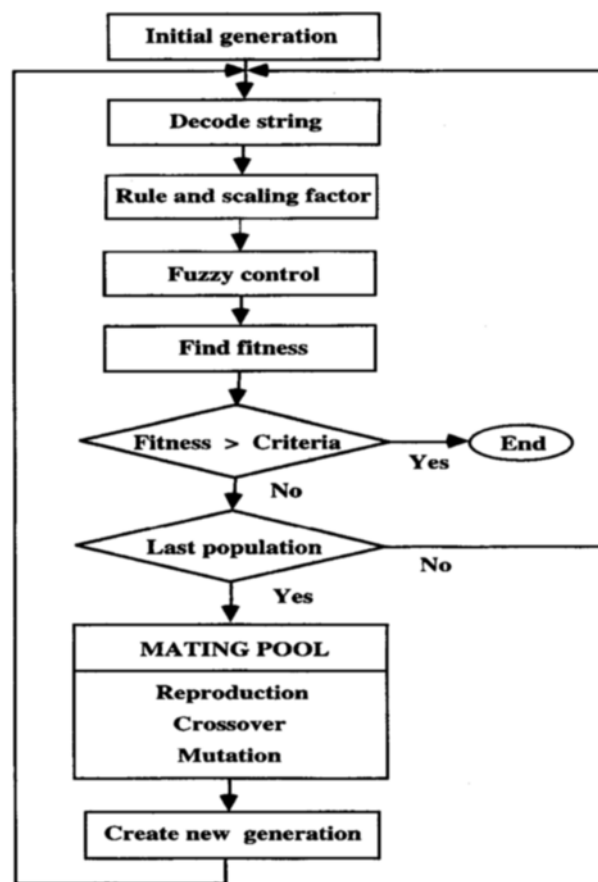 Initial generation
Decode string
Rule and scaling factor
Fuzzy control
Find fitness
Fitness > Criteria
Yes
End
No
Last population
No
Yes
MATING POOL
Reproduction
Crossover
Mutation
Create new generation